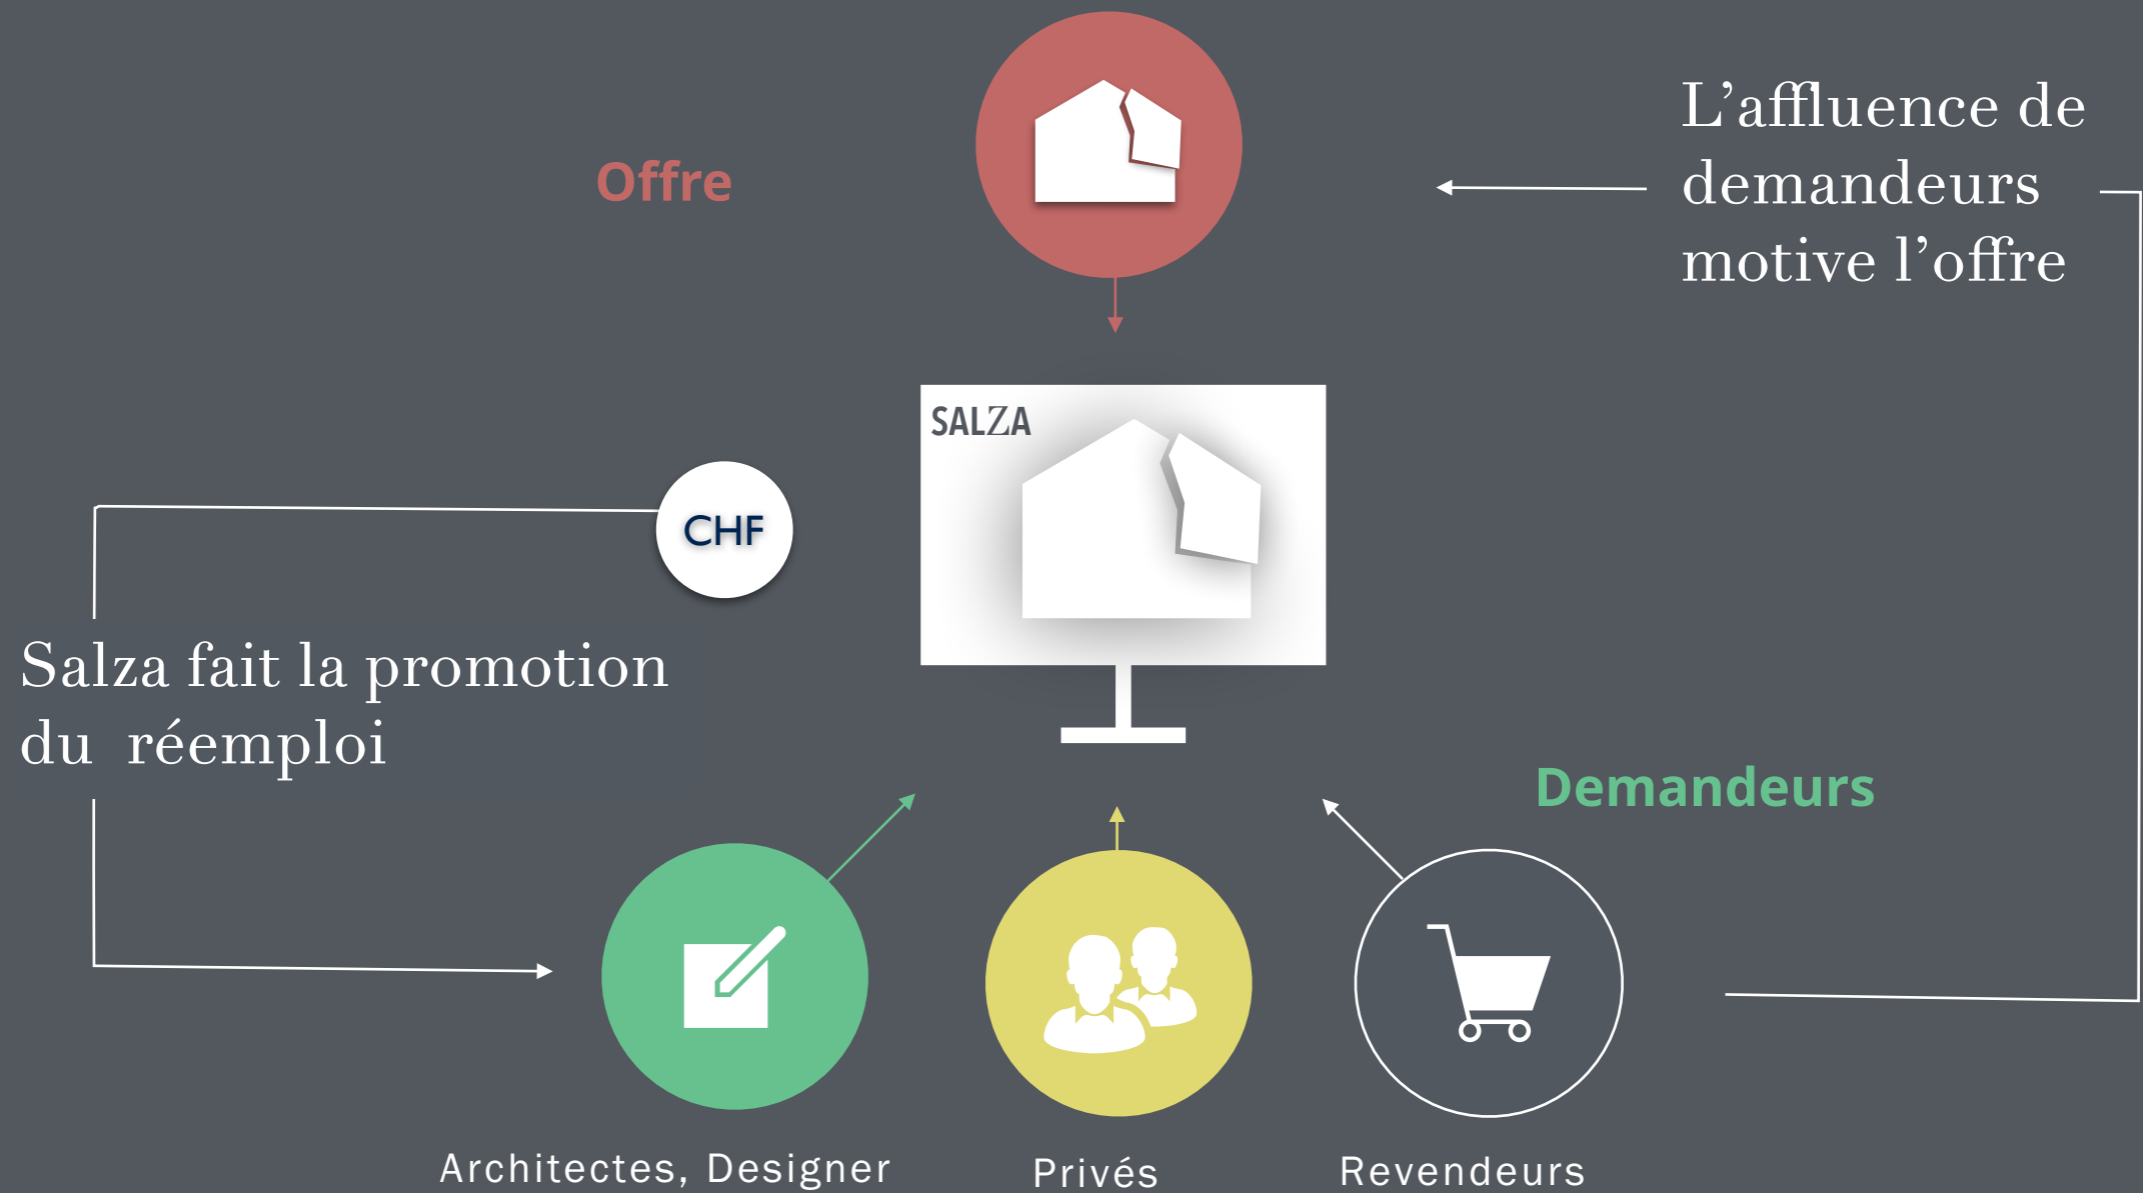 Offre
L’affluence de
demandeurs
motive l’offre
SALZA
CHF
Salza fait la promotion
du réemploi
Demandeurs
Architectes, Designer
Privés
Revendeurs